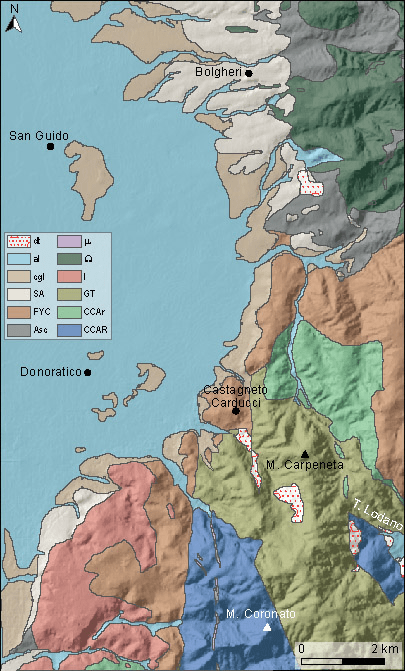 N
Bolgheri
San Guido
dt
al
cgl
SA
FYC
Asc
μ
Ω
I
GT
CCAr
CCAR
Donoratico
Castagneto
Carducci
M. Carpeneta
T. Lodano
M. Coronato
0
2 km